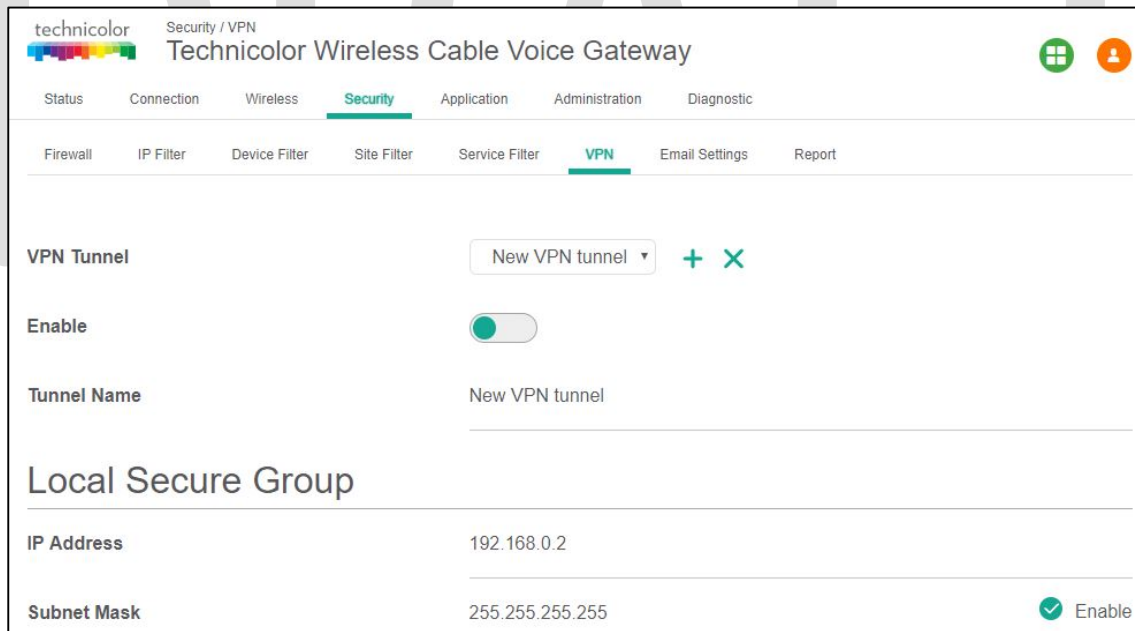 technicolor
Security / VPN
Technicolor Wireless Cable Voice Gateway
Status Connection Wireless Security Application Administration Diagnostic
Firewall IP Filter Device Filter Site Filter Service Filter VPN Email Settings Report
VPN Tunnel New VPN tunnel
Enable
Tunnel Name New VPN tunnel
Local Secure Group
IP Address 192.168.0.2
Subnet Mask 255.255.255.255 Enable